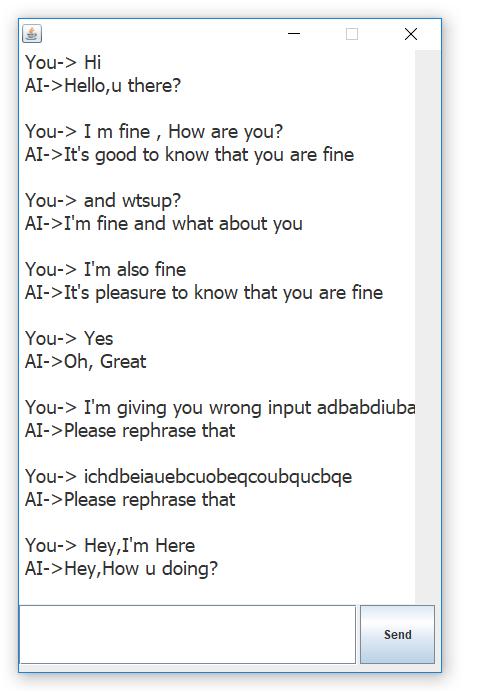 You-> Hi
AI->Hello,u there?
You-> I m fine , How are you?
AI->It's good to know that you are fine
You-> and wtsup?
AI->I'm fine and what about you
You-> I'm also fine
AI->It's pleasure to know that you are fine
You-> Yes
AI->Oh, Great
You-> I'm giving you wrong input adbabdiuba
AI->Please rephrase that
You-> ichdbeiauebcuobeqcoubqucbqe
AI->Please rephrase that
You-> Hey,I'm Here
AI->Hey,How u doing?
Send